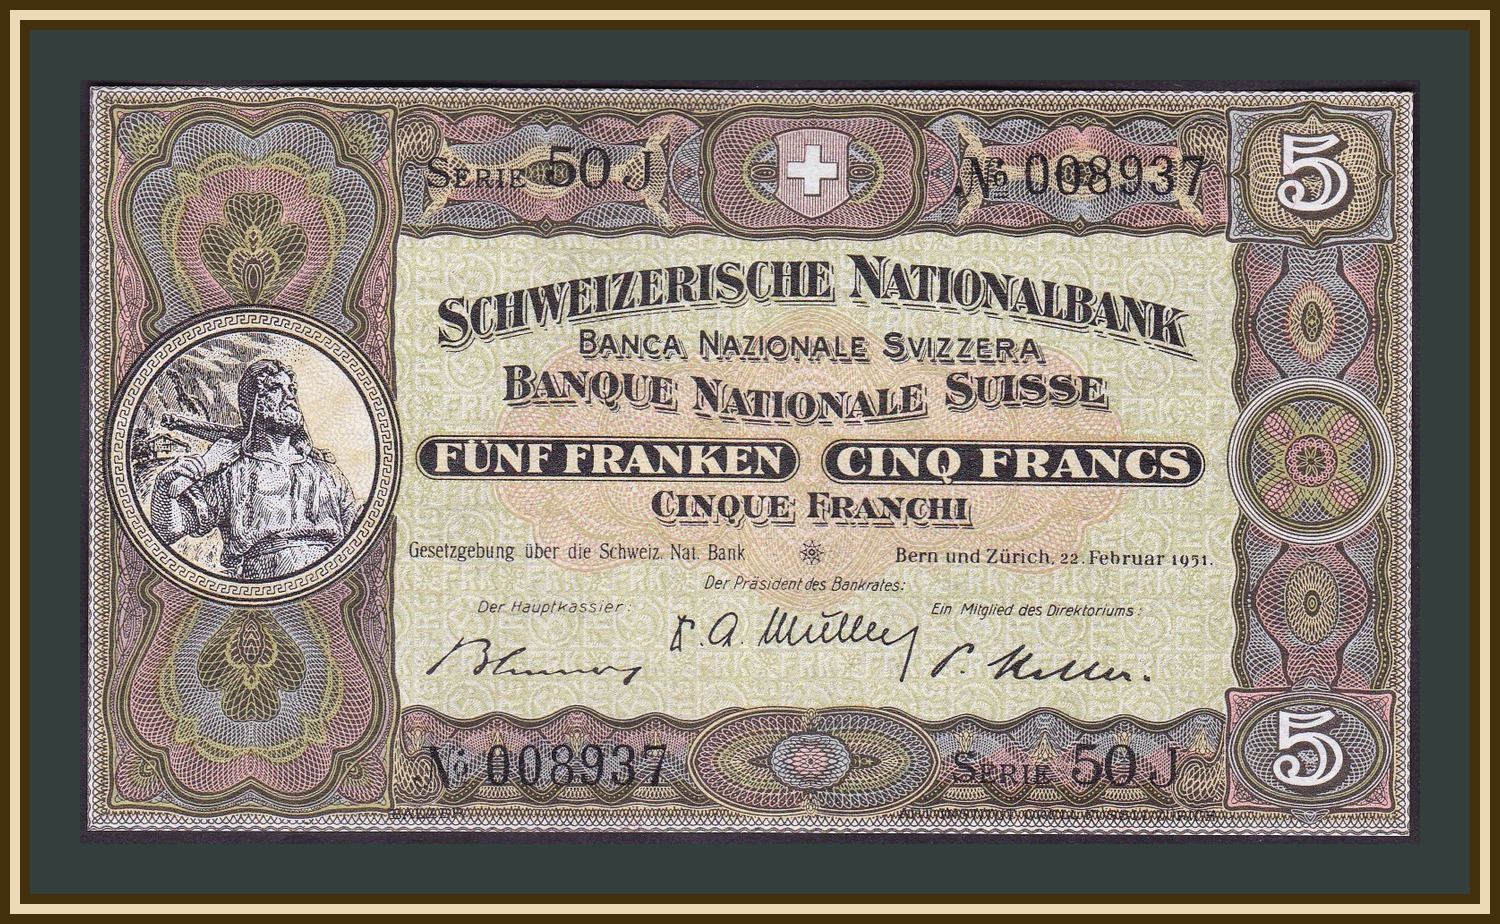 SERIE 50 J
No 008937
5
SCHWEIZERISCHE NATIONALBANK
BANCA NAZIONALE SVIZZERA
BANQUE NATIONALE SUISSE
FÜNF FRANKEN CINQ FRANCS
CINQUE FRANCHI
Gesetzgebung über die Schweiz. Nat. Bank
Bern und Zürich, 22. Februar 1951.
Der Präsident des Bankrates:
Der Hauptkassier:
Ein Mitglied des Direktoriums:
5
No 008937
SERIE 50 J
BALZER